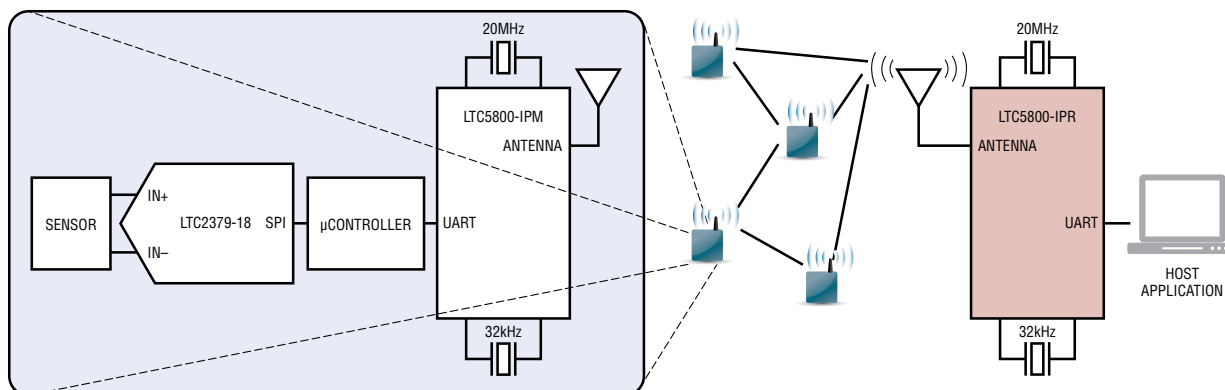 20MHz
LTC5800-IPM
ANTENNA
SENSOR
IN+
IN–
LTC2379-18
SPI
µCONTROLLER
UART
32kHz
20MHz
LTC5800-IPR
ANTENNA
UART
32kHz
HOST
APPLICATION